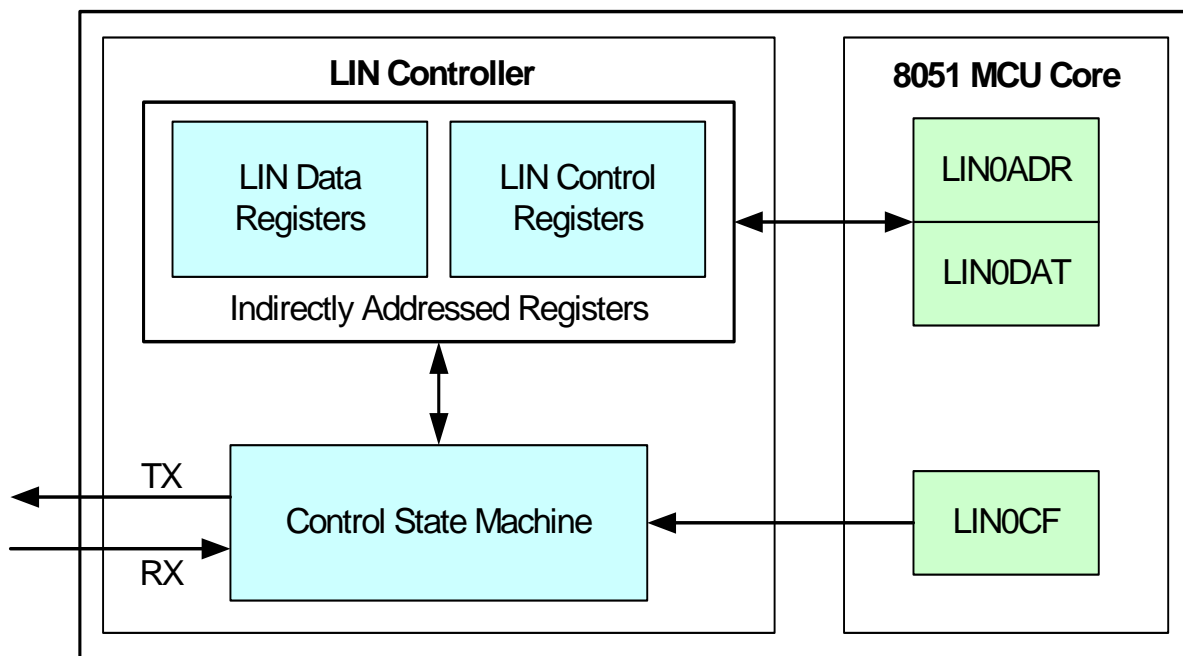 LIN Controller
8051 MCU Core
LIN Data
Registers
LIN Control
Registers
LIN0ADR
LIN0DAT
Indirectly Addressed Registers
TX
RX
Control State Machine
LIN0CF